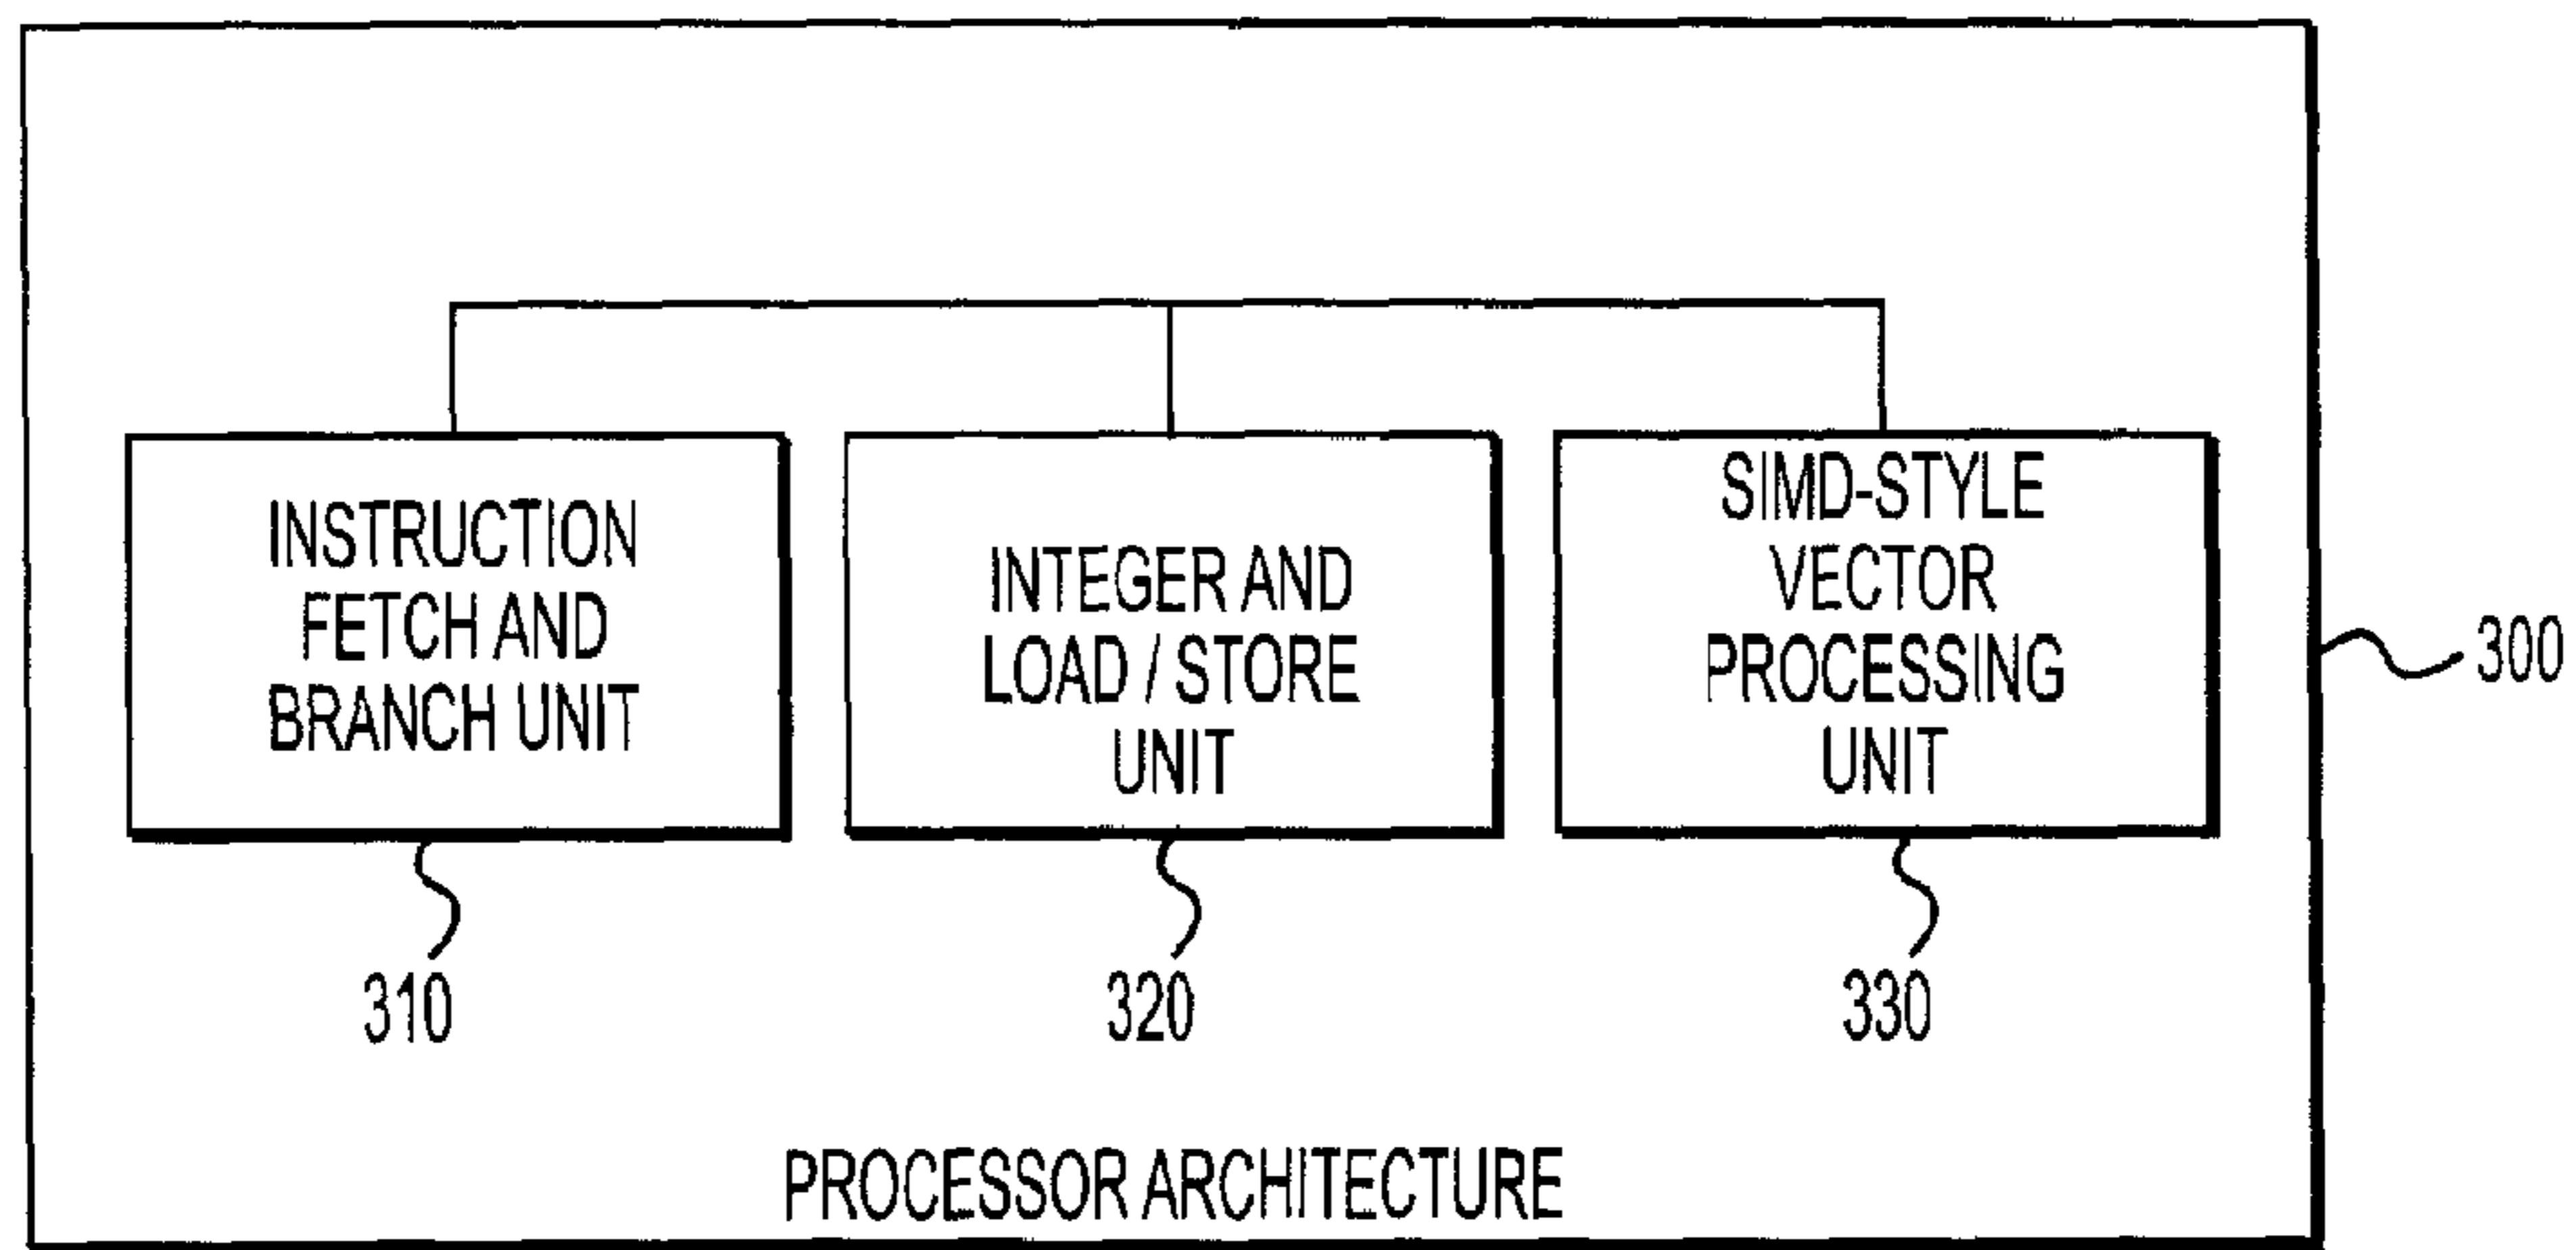 INSTRUCTION
FETCH AND
BRANCH UNIT
INTEGER AND
LOAD / STORE
UNIT
SIMD-STYLE
VECTOR
PROCESSING
UNIT
300
310
320
330
PROCESSOR ARCHITECTURE